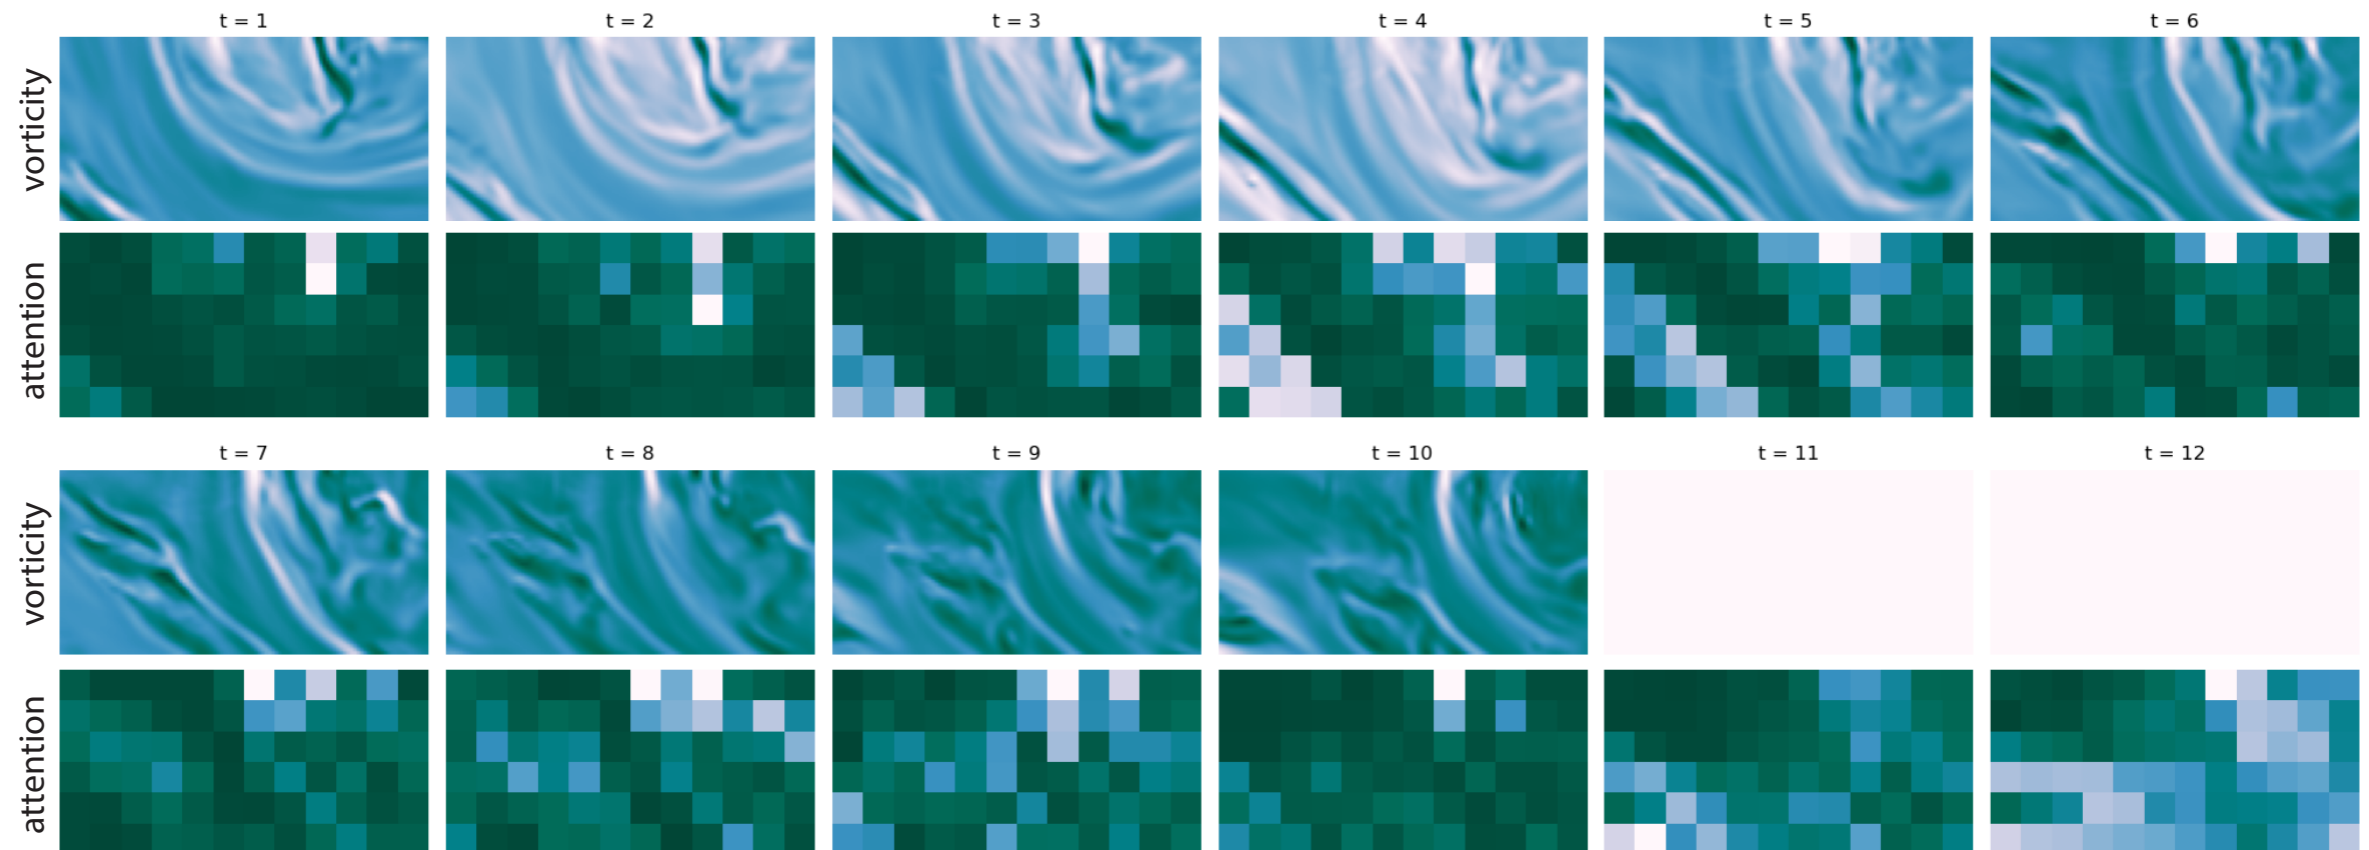 t = 1 t = 2 t = 3 t = 4 t = 5 t = 6
vorticity
attention
t = 7 t = 8 t = 9 t = 10 t = 11 t = 12
vorticity
attention